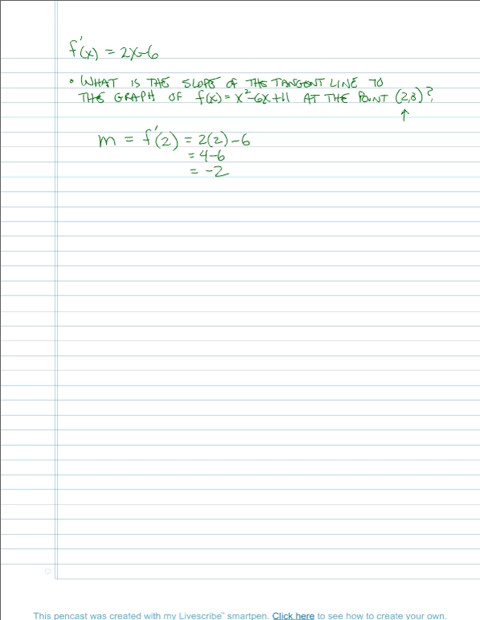 f'(x) = 2x-6
• WHAT IS THE SLOPE OF THE TANGENT LINE TO
THE GRAPH OF f(x) = x² - 6x + 11 AT THE POINT (2,3)?
↑
m = f'(2) = 2(2) - 6
= 4 - 6
= -2
This pencast was created with my Livescribe™ smartpen. Click here to see how to create your own.